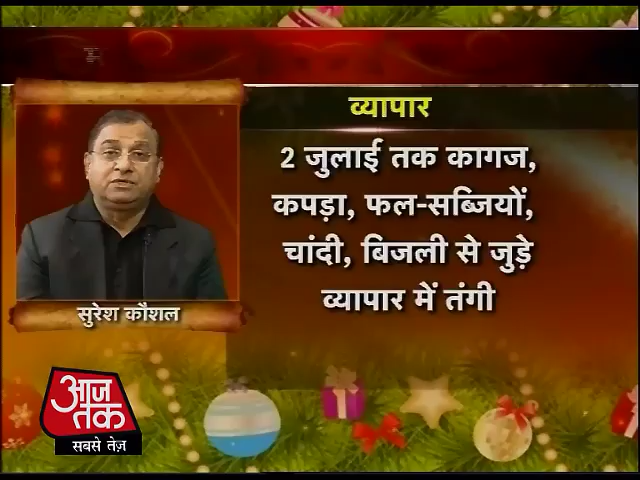 व्यापार
2 जुलाई तक कागज,
कपड़ा, फल-सब्जियों,
चांदी, बिजली से जुड़े
व्यापार में तंगी
सुरेश कौशल
आज
तक
सबसे तेज़